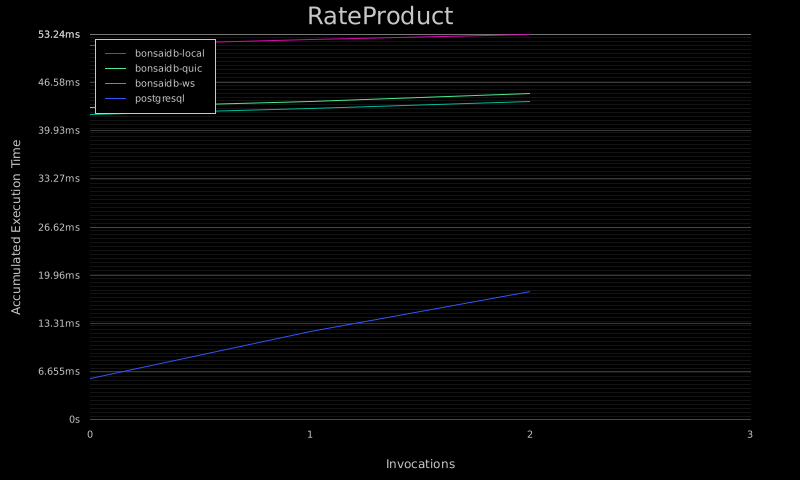 RateProduct
53.24ms
bonsaidb-local
bonsaidb-quic
bonsaidb-ws
postgresql
46.58ms
39.93ms
33.27ms
26.62ms
19.96ms
13.31ms
6.655ms
0s
Accumulated Execution Time
0 1 2 3
Invocations